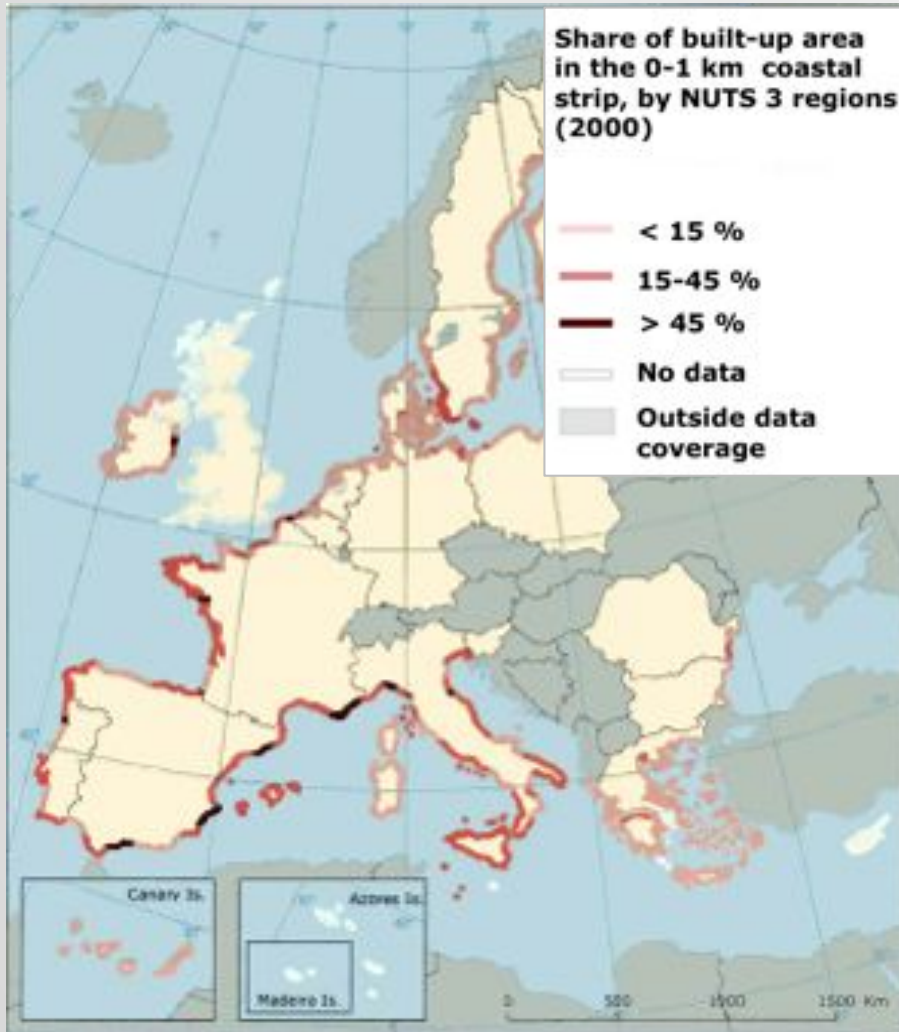 Share of built-up area
in the 0-1 km coastal
strip, by NUTS 3 regions
(2000)
< 15 %
15-45 %
> 45 %
No data
Outside data
coverage
Canary Is.
Azores Is.
Madeira Is.
0 500 1000 1500 Km